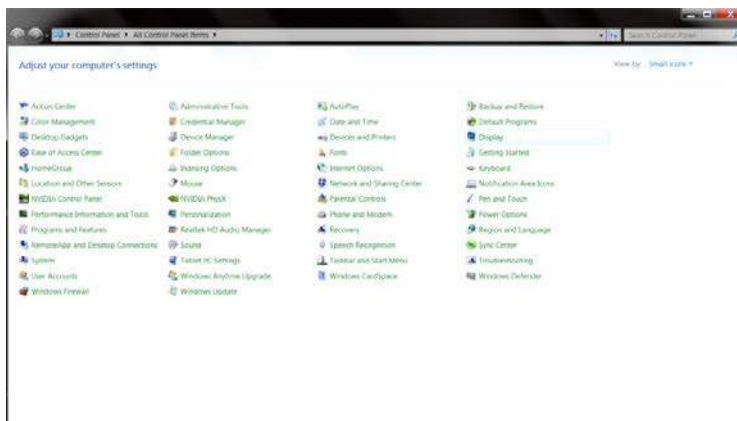 Control Panel ▸ All Control Panel Items ▸ Search Control Panel
Adjust your computer's settings View by: Small icons
Action Center Administrative Tools AutoPlay Backup and Restore
Color Management Credential Manager Date and Time Default Programs
Desktop Gadgets Device Manager Devices and Printers Display
Ease of Access Center Folder Options Fonts Getting Started
HomeGroup Indexing Options Internet Options Keyboard
Location and Other Sensors Mouse Network and Sharing Center Notification Area Icons
NVIDIA Control Panel NVIDIA PhysX Parental Controls Pen and Touch
Performance Information and Tools Personalization Phone and Modem Power Options
Programs and Features Realtek HD Audio Manager Recovery Region and Language
RemoteApp and Desktop Connections Sound Speech Recognition Sync Center
System Tablet PC Settings Taskbar and Start Menu Troubleshooting
User Accounts Windows Anytime Upgrade Windows CardSpace Windows Defender
Windows Firewall Windows Update